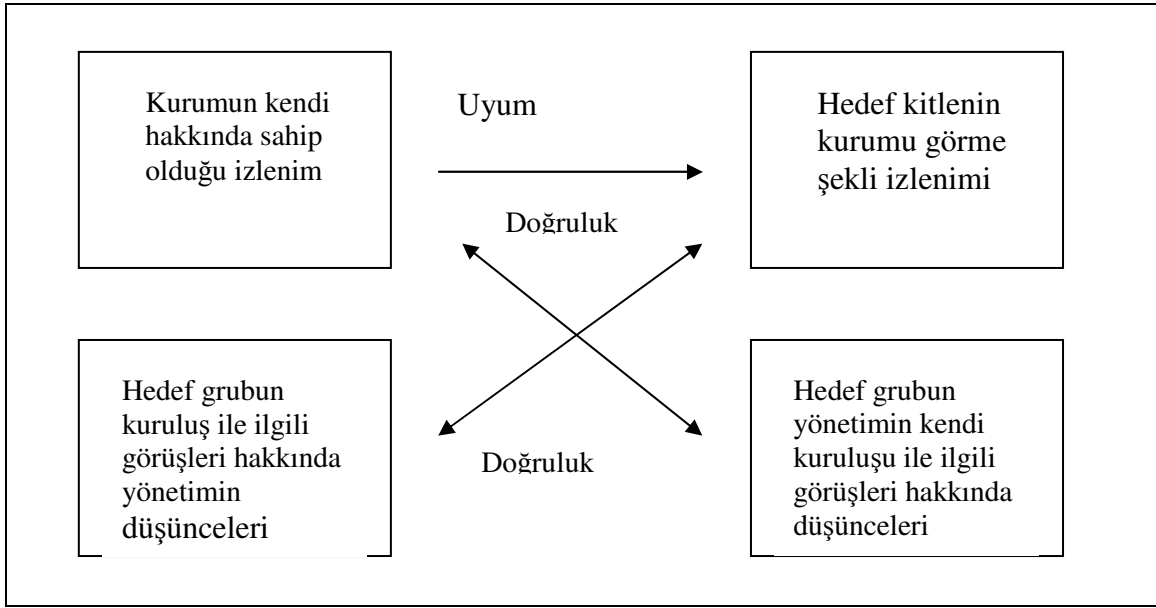 Kurumun kendi
hakkında sahip
olduğu izlenim
Uyum
Hedef kitlenin
kurumu görme
şekli izlenimi
Doğruluk
Hedef grubun
kuruluş ile ilgili
görüşleri hakkında
yönetimin
düşünceleri
Doğruluk
Hedef grubun
yönetimin kendi
kuruluşu ile ilgili
görüşleri hakkında
düşünceleri